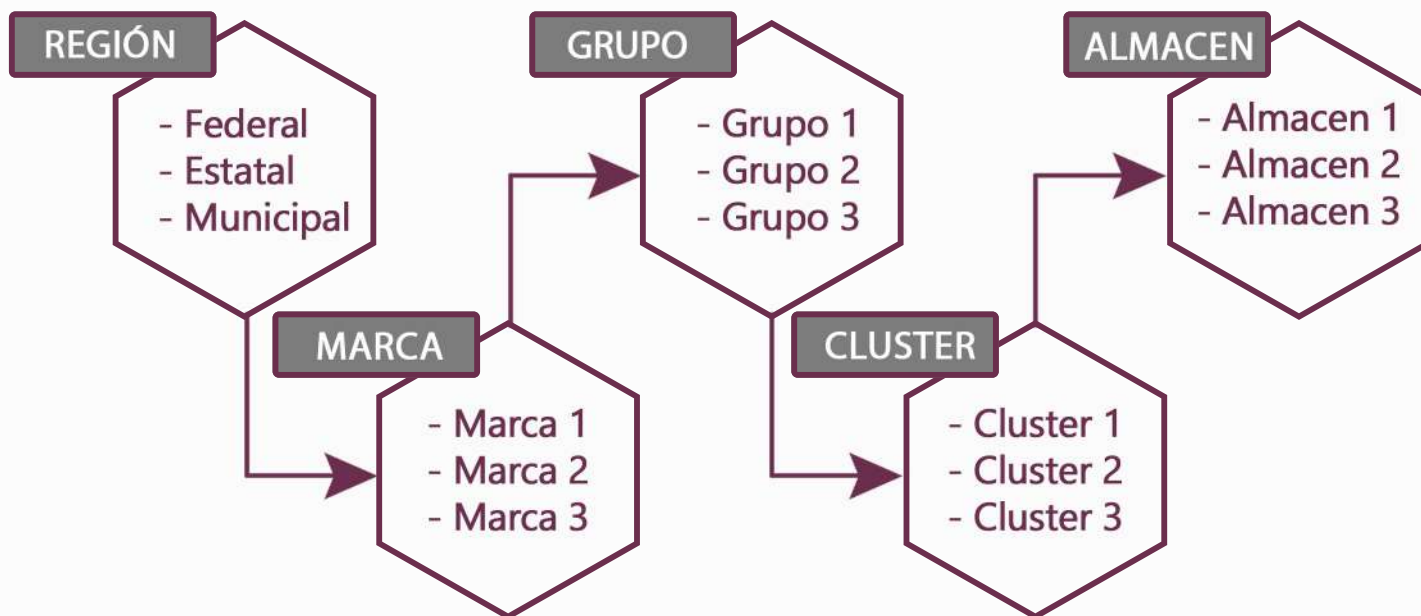 REGIÓN
- Federal
- Estatal
- Municipal
MARCA
- Marca 1
- Marca 2
- Marca 3
GRUPO
- Grupo 1
- Grupo 2
- Grupo 3
CLUSTER
- Cluster 1
- Cluster 2
- Cluster 3
ALMACEN
- Almacen 1
- Almacen 2
- Almacen 3